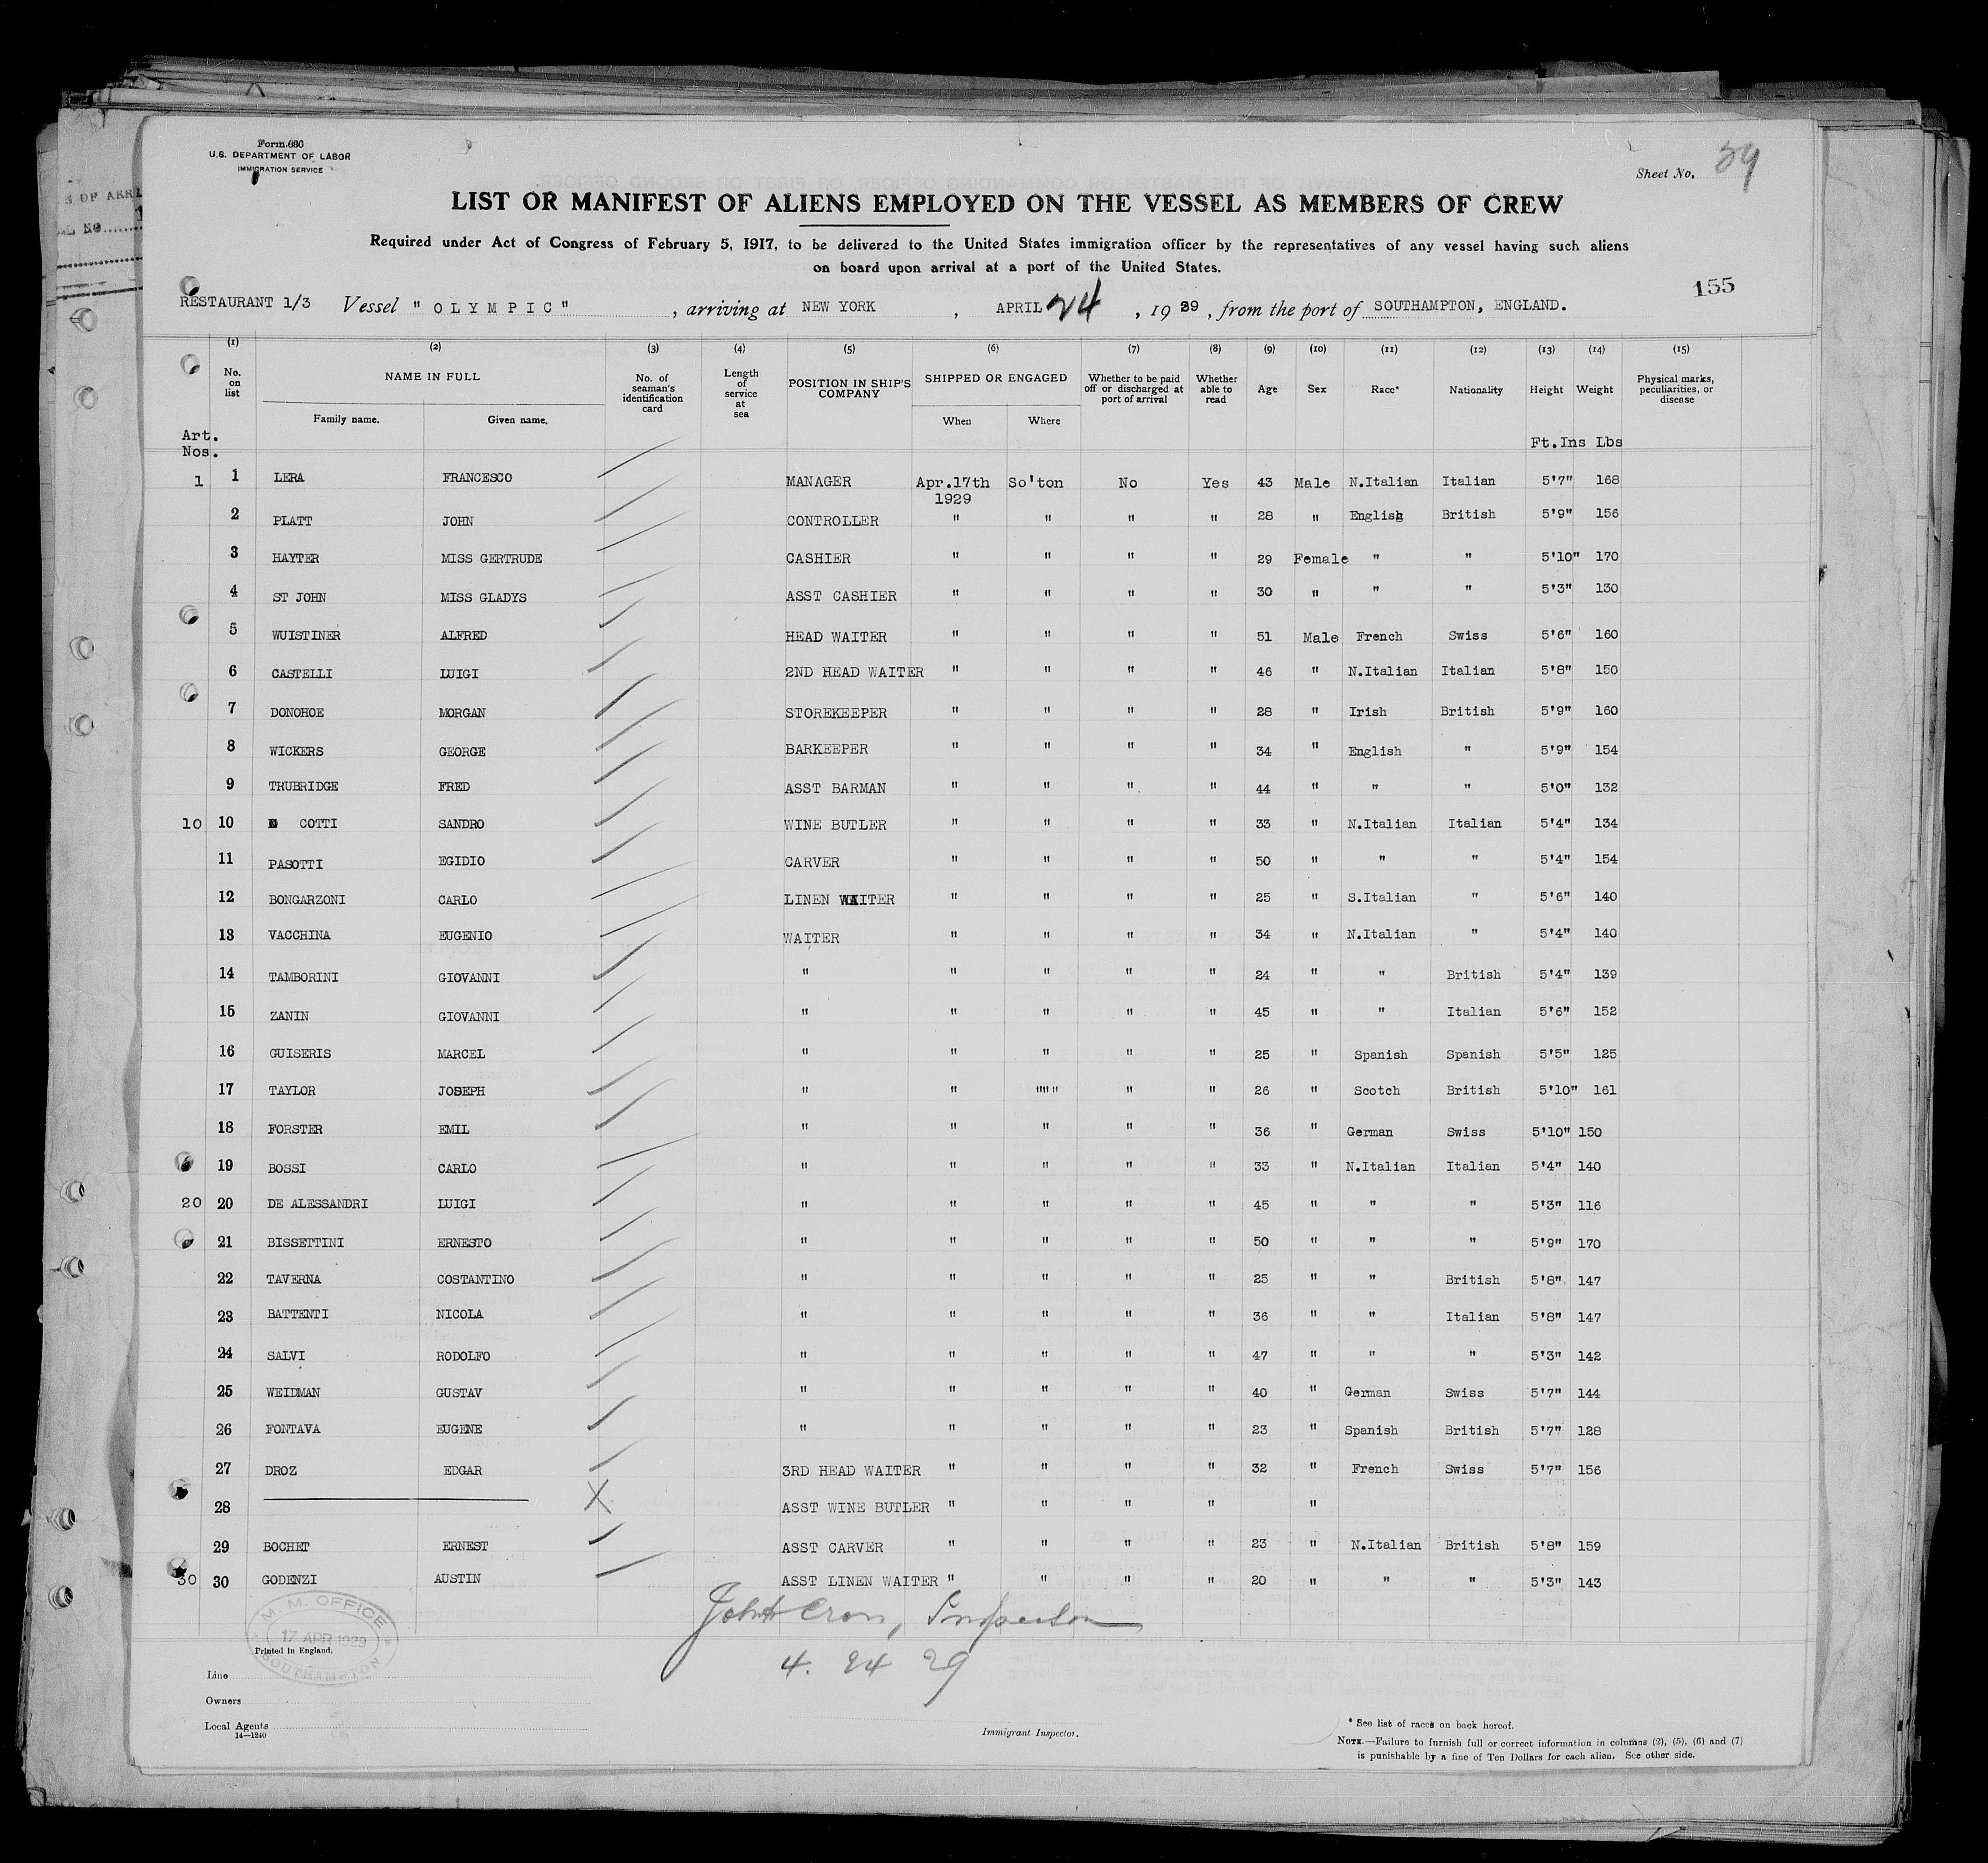 Form 680
U.S. DEPARTMENT OF LABOR
IMMIGRATION SERVICE
Sheet No. 39
LIST OR MANIFEST OF ALIENS EMPLOYED ON THE VESSEL AS MEMBERS OF CREW
Required under Act of Congress of February 5, 1917, to be delivered to the United States immigration officer by the representatives of any vessel having such aliens
on board upon arrival at a port of the United States.
155
RESTAURANT 1/3 Vessel " OLYMPIC " , arriving at NEW YORK , APRIL 24 , 1929 , from the port of SOUTHAMPTON, ENGLAND.
(1) (2) (3) (4) (5) (6) (7) (8) (9) (10) (11) (12) (13) (14) (15)
No. on list NAME IN FULL Family name. Given name. No. of seaman's identification card Length of service at sea POSITION IN SHIP'S COMPANY SHIPPED OR ENGAGED When Where Whether to be paid off or discharged at port of arrival Whether able to read Age Sex Race* Nationality Height Weight Physical marks, peculiarities, or disease
Art. Nos. Ft.Ins Lbs
1 1 LERA FRANCESCO MANAGER Apr.17th 1929 So'ton No Yes 43 Male N.Italian Italian 5'7" 168
2 PLATT JOHN CONTROLLER " " " " 28 " English British 5'9" 156
3 HAYTER MISS GERTRUDE CASHIER " " " " 29 Female " " 5'10" 170
4 ST JOHN MISS GLADYS ASST CASHIER " " " " 30 " " " 5'3" 130
5 WUISTINER ALFRED HEAD WAITER " " " " 51 Male French Swiss 5'6" 160
6 CASTELLI LUIGI 2ND HEAD WAITER " " " " 46 " N.Italian Italian 5'8" 150
7 DONOHOE MORGAN STOREKEEPER " " " " 28 " Irish British 5'9" 160
8 WICKERS GEORGE BARKEEPER " " " " 34 " English " 5'9" 154
9 TRUBRIDGE FRED ASST BARMAN " " " " 44 " " " 5'0" 132
10 10 COTTI SANDRO WINE BUTLER " " " " 33 " N.Italian Italian 5'4" 134
11 PASOTTI EGIDIO CARVER " " " " 50 " " " 5'4" 154
12 BONGARZONI CARLO LINEN WAITER " " " " 25 " S.Italian " 5'6" 140
13 VACCHINA EUGENIO WAITER " " " " 34 " N.Italian " 5'4" 140
14 TAMBORINI GIOVANNI " " " " " 24 " " British 5'4" 139
15 ZANIN GIOVANNI " " " " " 45 " " Italian 5'6" 152
16 GUISERIS MARCEL " " " " " 25 " Spanish Spanish 5'5" 125
17 TAYLOR JOSEPH " " """ " " 26 " Scotch British 5'10" 161
18 FORSTER EMIL " " " " " 36 " German Swiss 5'10" 150
19 BOSSI CARLO " " " " " 33 " N.Italian Italian 5'4" 140
20 20 DE ALESSANDRI LUIGI " " " " " 45 " " " 5'3" 116
21 BISSETTINI ERNESTO " " " " " 50 " " " 5'9" 170
22 TAVERNA COSTANTINO " " " " " 25 " " British 5'8" 147
23 BATTENTI NICOLA " " " " " 36 " " Italian 5'8" 147
24 SALVI RODOLFO " " " " " 47 " " " 5'3" 142
25 WEIDMAN GUSTAV " " " " " 40 " German Swiss 5'7" 144
26 FONTAVA EUGENE " " " " " 23 " Spanish British 5'7" 128
27 DROZ EDGAR 3RD HEAD WAITER " " " " 32 " French Swiss 5'7" 156
28 X ASST WINE BUTLER " " " " "
29 BOCHET ERNEST ASST CARVER " " " " 23 " N.Italian British 5'8" 159
30 30 GODENZI AUSTIN ASST LINEN WAITER " " " " 20 " " " 5'3" 143
Inspector
4. 24 29
M. M. OFFICE
17 APR 1929
SOUTHAMPTON
Printed in England.
Line
Owners
Local Agents
14—1240
Immigrant Inspector.
* See list of races on back hereof.
NOTE.—Failure to furnish full or correct information in columns (2), (5), (6) and (7)
is punishable by a fine of Ten Dollars for each alien. See other side.